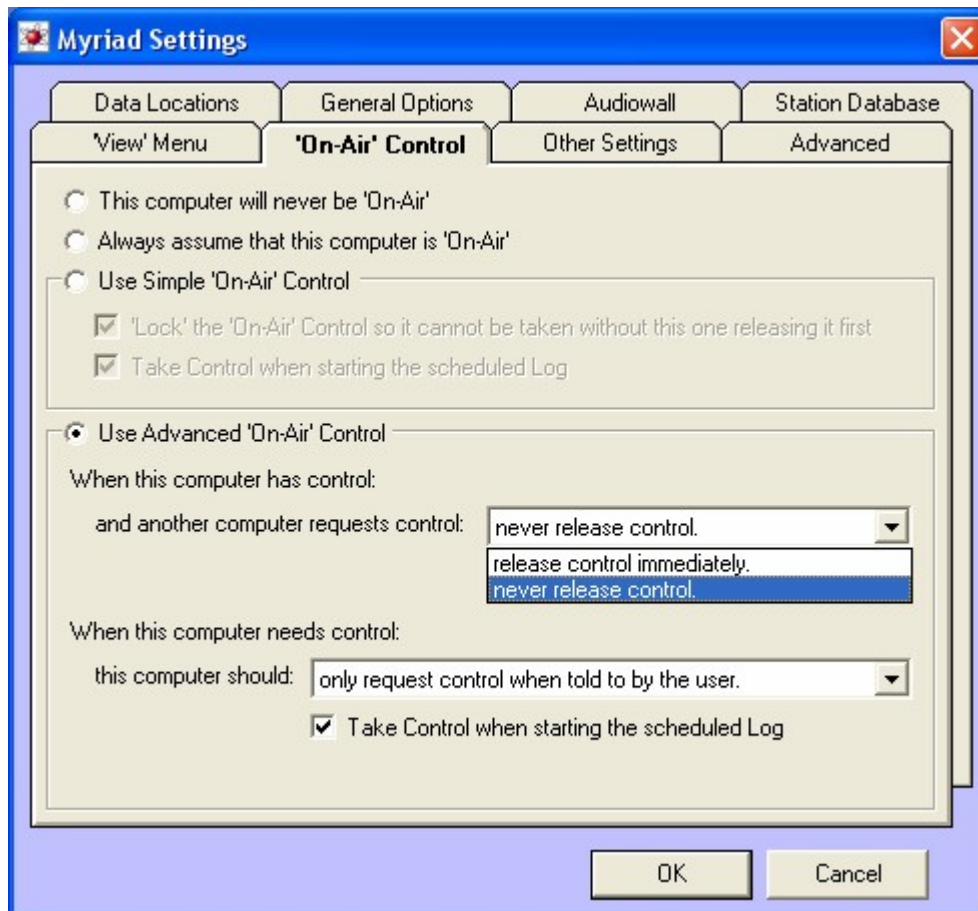 Myriad Settings
Data Locations
General Options
Audiowall
Station Database
'View' Menu
'On-Air' Control
Other Settings
Advanced
This computer will never be 'On-Air'
Always assume that this computer is 'On-Air'
Use Simple 'On-Air' Control
'Lock' the 'On-Air' Control so it cannot be taken without this one releasing it first
Take Control when starting the scheduled Log
Use Advanced 'On-Air' Control
When this computer has control:
and another computer requests control:
never release control.
release control immediately.
never release control.
When this computer needs control:
this computer should:
only request control when told to by the user.
Take Control when starting the scheduled Log
OK
Cancel